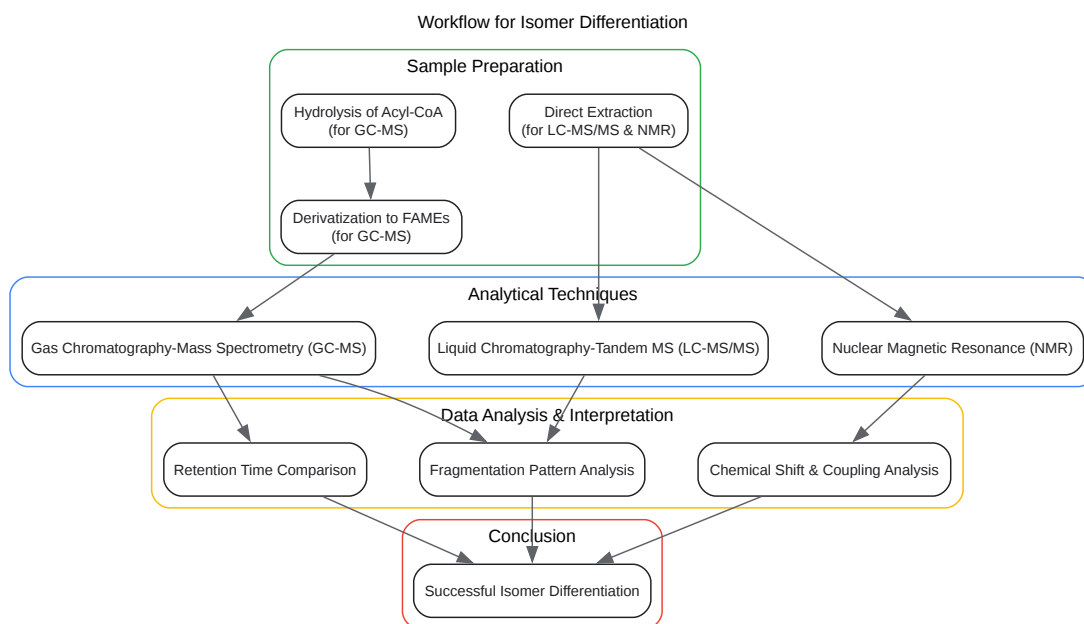 Workflow for Isomer Differentiation
Sample Preparation
Hydrolysis of Acyl-CoA
(for GC-MS)
Direct Extraction
(for LC-MS/MS & NMR)
Derivatization to FAMEs
(for GC-MS)
Analytical Techniques
Gas Chromatography-Mass Spectrometry (GC-MS)
Liquid Chromatography-Tandem MS (LC-MS/MS)
Nuclear Magnetic Resonance (NMR)
Data Analysis & Interpretation
Retention Time Comparison
Fragmentation Pattern Analysis
Chemical Shift & Coupling Analysis
Conclusion
Successful Isomer Differentiation